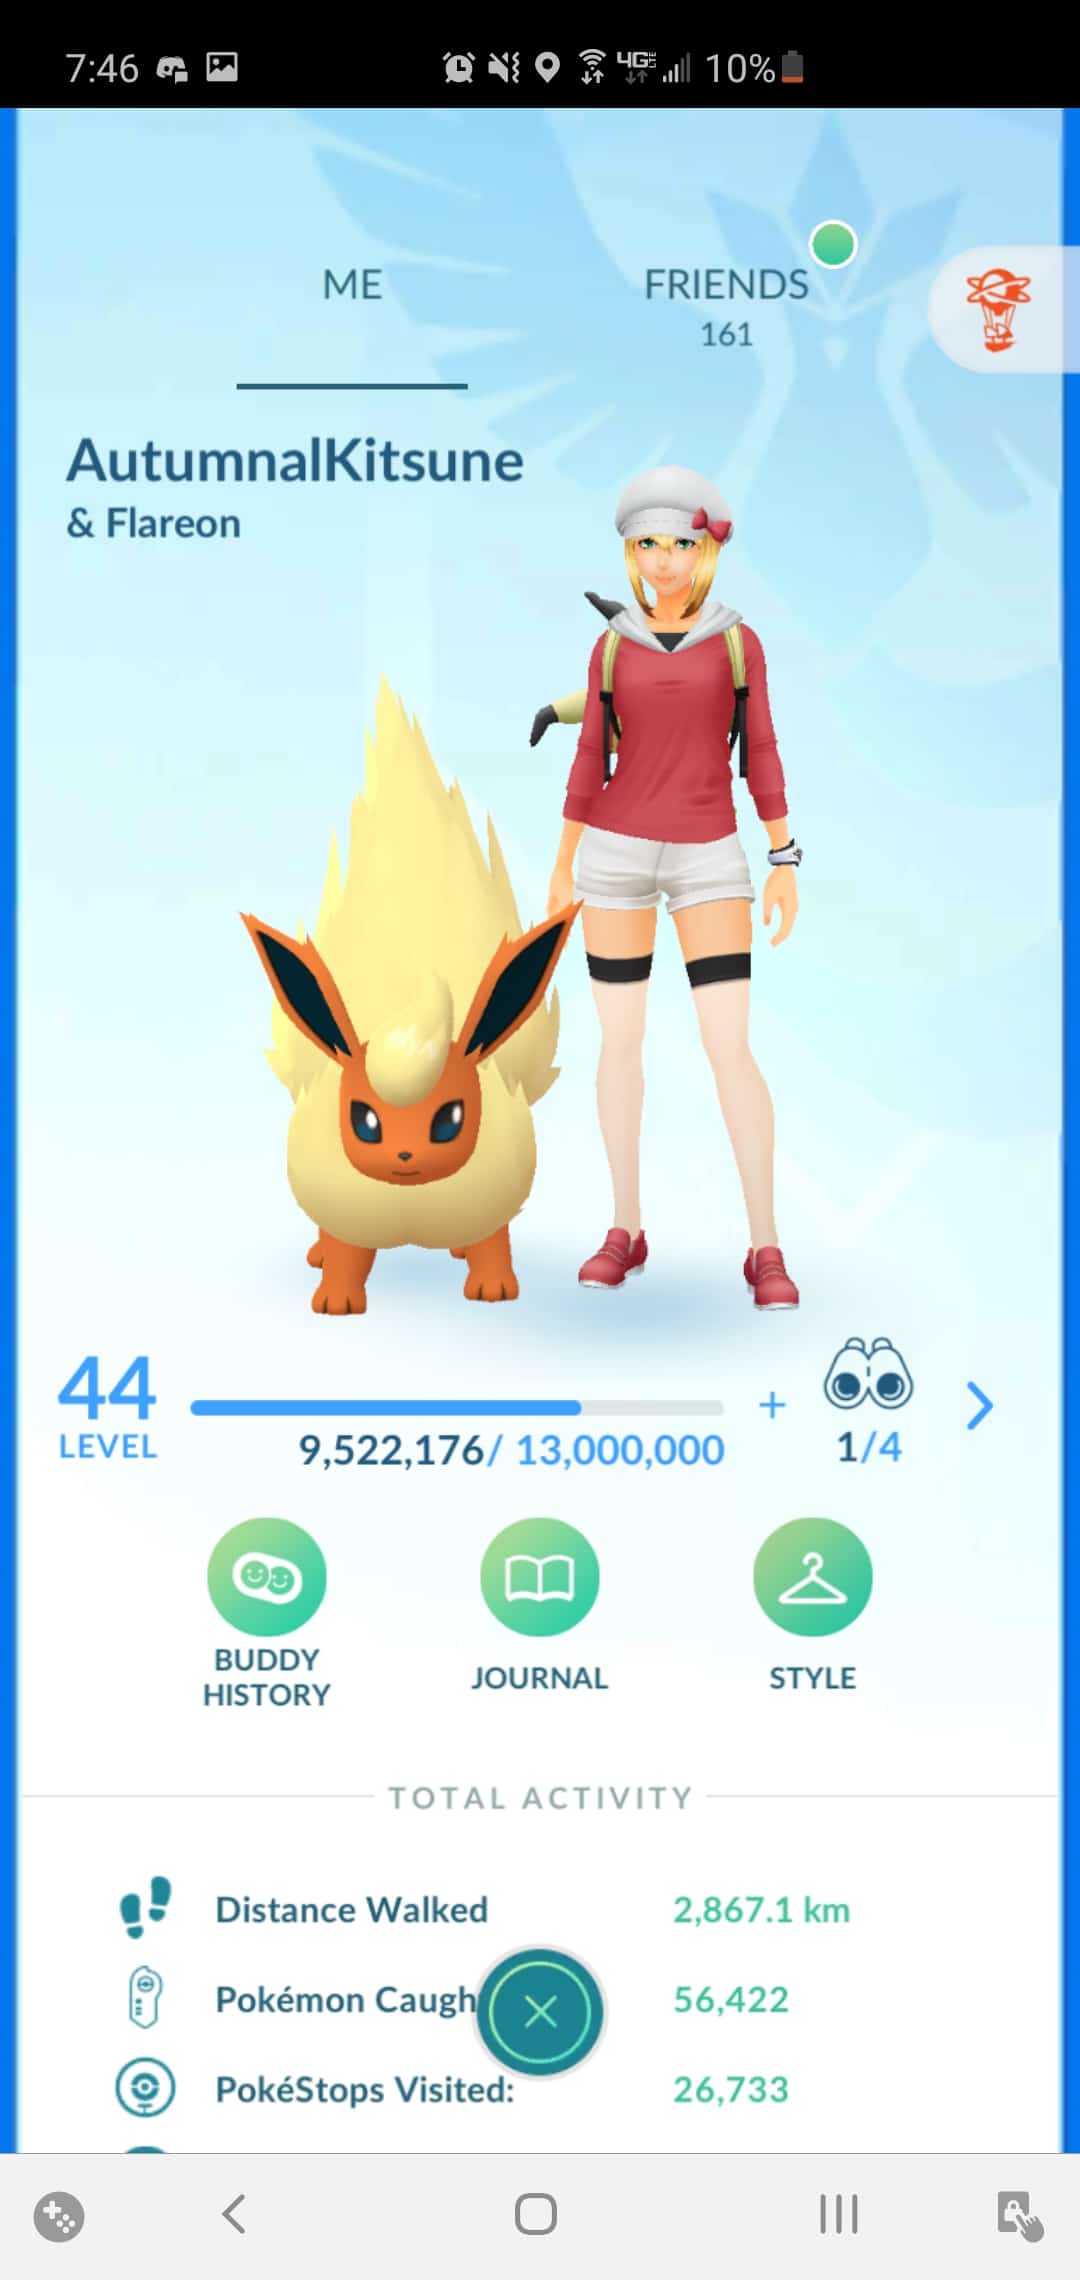 7:46 4G LTE 10%
ME FRIENDS
161
AutumnalKitsune
& Flareon
44 + 
LEVEL 9,522,176/ 13,000,000 1/4
BUDDY
HISTORY JOURNAL STYLE
TOTAL ACTIVITY
Distance Walked 2,867.1 km
Pokémon Caugh 56,422
PokéStops Visited: 26,733